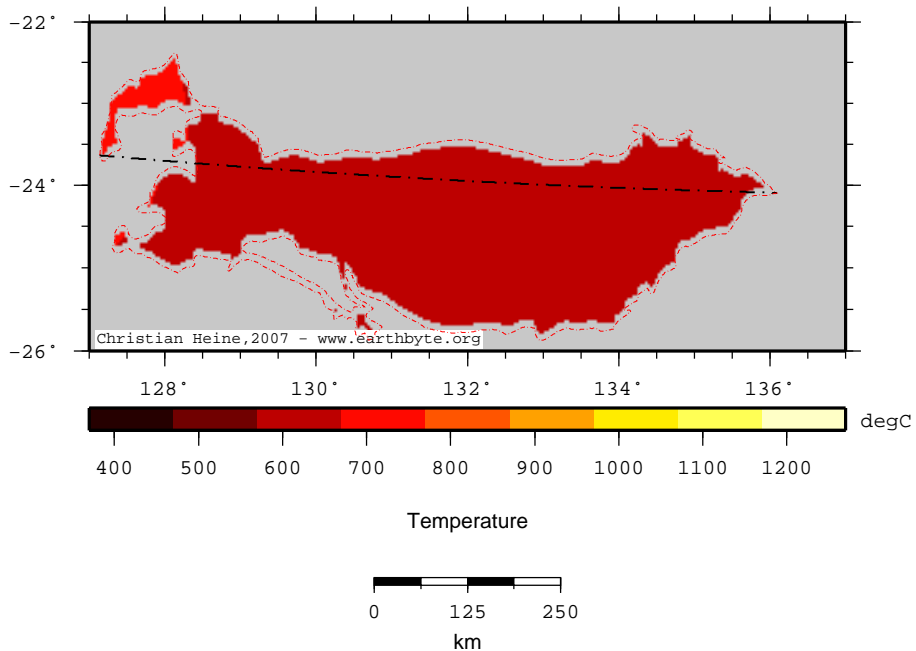 −22˚
−24˚
−26˚
Christian Heine,2007 - www.earthbyte.org
128˚ 130˚ 132˚ 134˚ 136˚
degC
400 500 600 700 800 900 1000 1100 1200
Temperature
0 125 250
km